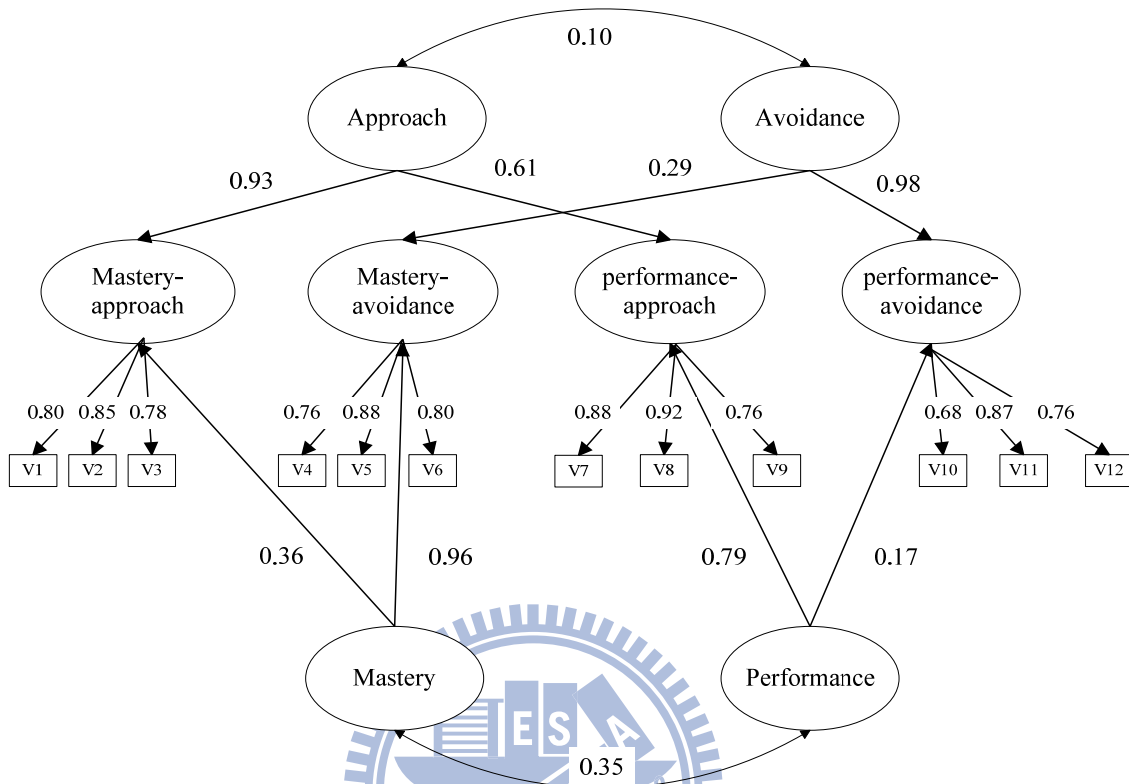 0.10
Approach
Avoidance
0.93
0.61
0.29
0.98
Mastery-
approach
Mastery-
avoidance
performance-
approach
performance-
avoidance
0.80 0.85 0.78
0.76 0.88 0.80
0.88 0.92 0.76
0.68 0.87 0.76
V1 V2 V3
V4 V5 V6
V7 V8 V9
V10 V11 V12
0.36
0.96
0.79
0.17
Mastery
Performance
E S A
0.35